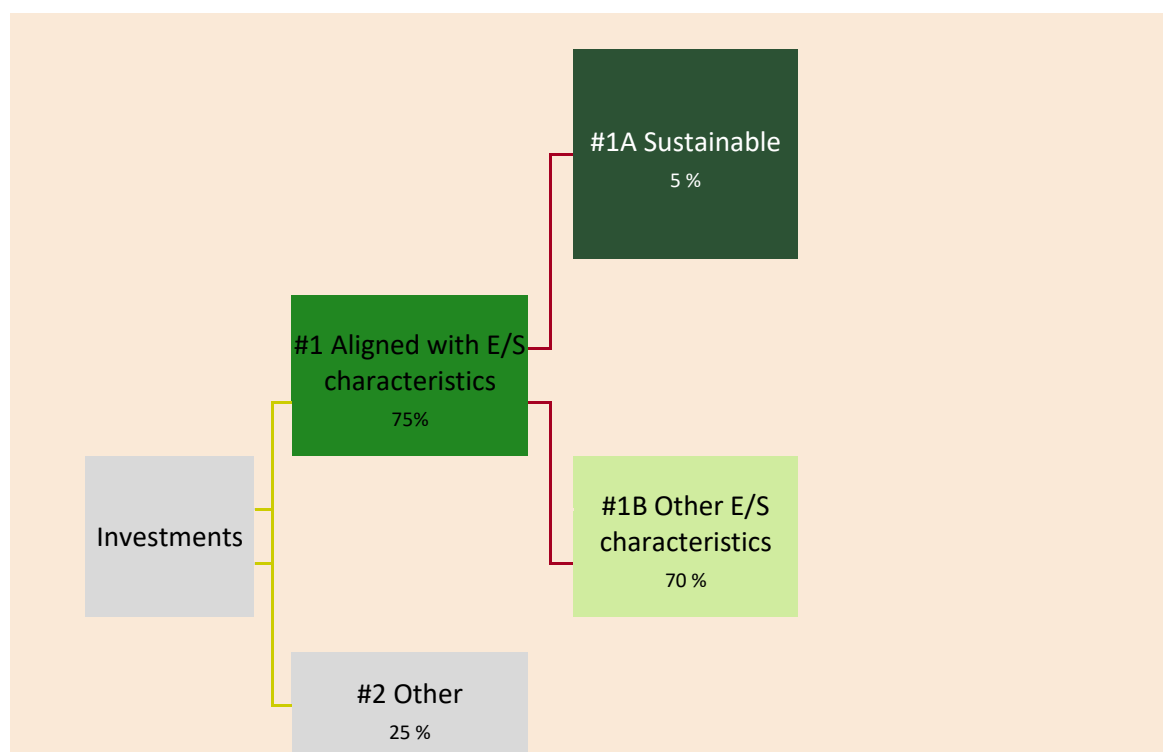 #1A Sustainable
5 %
#1 Aligned with E/S
characteristics
75%
Investments
#1B Other E/S
characteristics
70 %
#2 Other
25 %